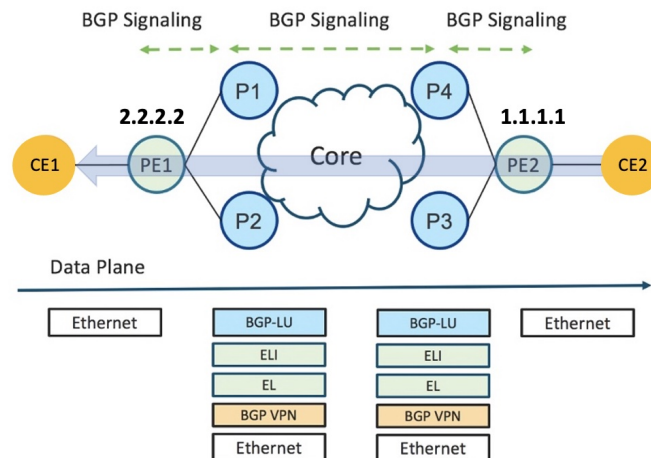 BGP Signaling BGP Signaling BGP Signaling
P1 P4
2.2.2.2 1.1.1.1
CE1 PE1 Core PE2 CE2
P2 P3
Data Plane
Ethernet BGP-LU BGP-LU Ethernet
ELI ELI
EL EL
BGP VPN BGP VPN
Ethernet Ethernet